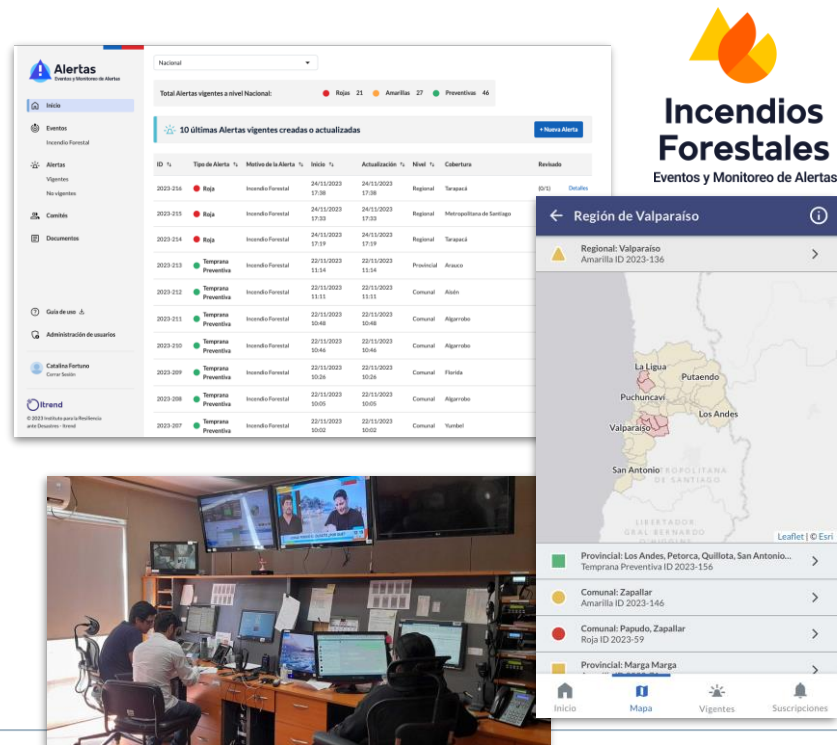 Alertas
Eventos y Monitoreo de Alertas
Inicio
Eventos
Incendio Forestal
Alertas
Vigentes
No vigentes
Comités
Documentos
Guía de uso
Administración de usuarios
Catalina Fortuno
Cerrar Sesión
Itrend
© 2023 Instituto para la Resiliencia
ante Desastres - Itrend
Nacional
Total Alertas vigentes a nivel Nacional: Rojas 21 Amarillas 27 Preventivas 46
10 últimas Alertas vigentes creadas o actualizadas
+ Nueva Alerta
ID Tipo de Alerta Motivo de la Alerta Inicio Actualización Nivel Cobertura Revisado
2023-216 Roja Incendio Forestal 24/11/2023 17:38 24/11/2023 17:38 Regional Tarapacá (0/1) Detalles
2023-215 Roja Incendio Forestal 24/11/2023 17:33 24/11/2023 17:33 Regional Metropolitana de Santiago
2023-214 Roja Incendio Forestal 24/11/2023 17:19 24/11/2023 17:19 Regional Tarapacá
2023-213 Temprana Preventiva Incendio Forestal 22/11/2023 11:14 22/11/2023 11:14 Provincial Arauco
2023-212 Temprana Preventiva Incendio Forestal 22/11/2023 11:11 22/11/2023 11:11 Comunal
2023-211 Temprana Preventiva Incendio Forestal 22/11/2023 10:48 22/11/2023 10:48 Comunal Algarrobo
2023-210 Temprana Preventiva Incendio Forestal 22/11/2023 10:46 22/11/2023 10:46 Comunal Algarrobo
2023-209 Temprana Preventiva Incendio Forestal 22/11/2023 10:26 22/11/2023 10:26 Comunal Florida
2023-208 Temprana Preventiva Incendio Forestal 22/11/2023 10:05 22/11/2023 10:05 Comunal Algarrobo
2023-207 Temprana Preventiva Incendio Forestal 22/11/2023 10:02 22/11/2023 10:02 Comunal Yumbel
Incendios
Forestales
Eventos y Monitoreo de Alertas
Región de Valparaíso
Regional: Valparaíso
Amarilla ID 2023-136
La Ligua
Putaendo
Puchuncaví
Los Andes
Valparaíso
San Antonio
METROPOLITANA
DE SANTIAGO
LIBERTADOR
GRAL BERNARDO
O'HIGGINS
Leaflet | © Esri
Provincial: Los Andes, Petorca, Quillota, San Antonio...
Temprana Preventiva ID 2023-156
Comunal: Zapallar
Amarilla ID 2023-146
Comunal: Papudo, Zapallar
Roja ID 2023-59
Provincial: Marga Marga
Inicio
Mapa
Vigentes
Suscripciones